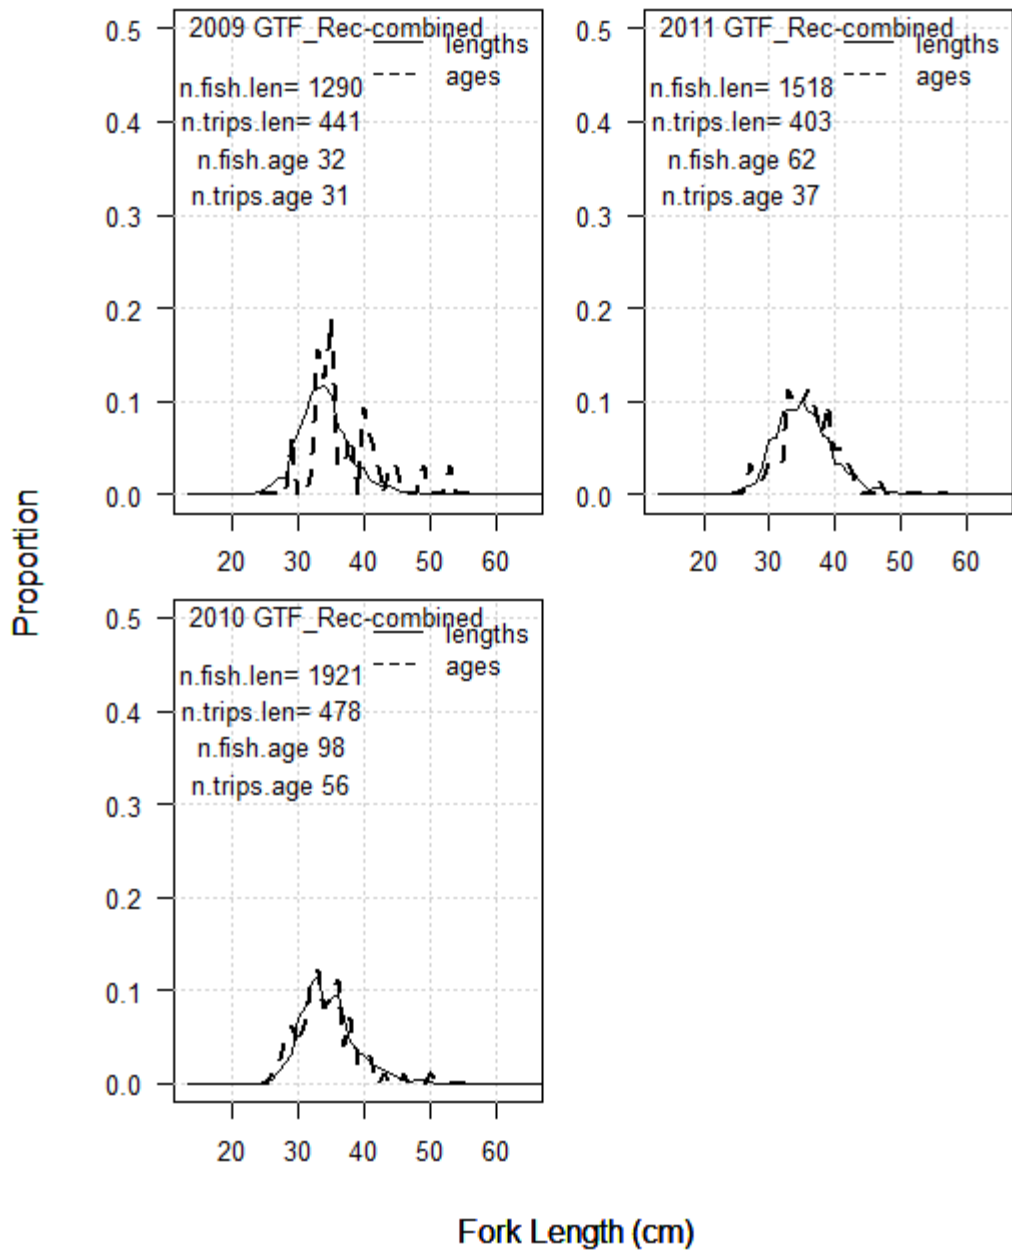 2009 GTF_Rec-combined
lengths
ages
n.fish.len= 1290
n.trips.len= 441
n.fish.age 32
n.trips.age 31
0.5
0.4
0.3
0.2
0.1
0.0
20 30 40 50 60
2011 GTF_Rec-combined
lengths
ages
n.fish.len= 1518
n.trips.len= 403
n.fish.age 62
n.trips.age 37
0.5
0.4
0.3
0.2
0.1
0.0
20 30 40 50 60
2010 GTF_Rec-combined
lengths
ages
n.fish.len= 1921
n.trips.len= 478
n.fish.age 98
n.trips.age 56
0.5
0.4
0.3
0.2
0.1
0.0
20 30 40 50 60
Proportion
Fork Length (cm)